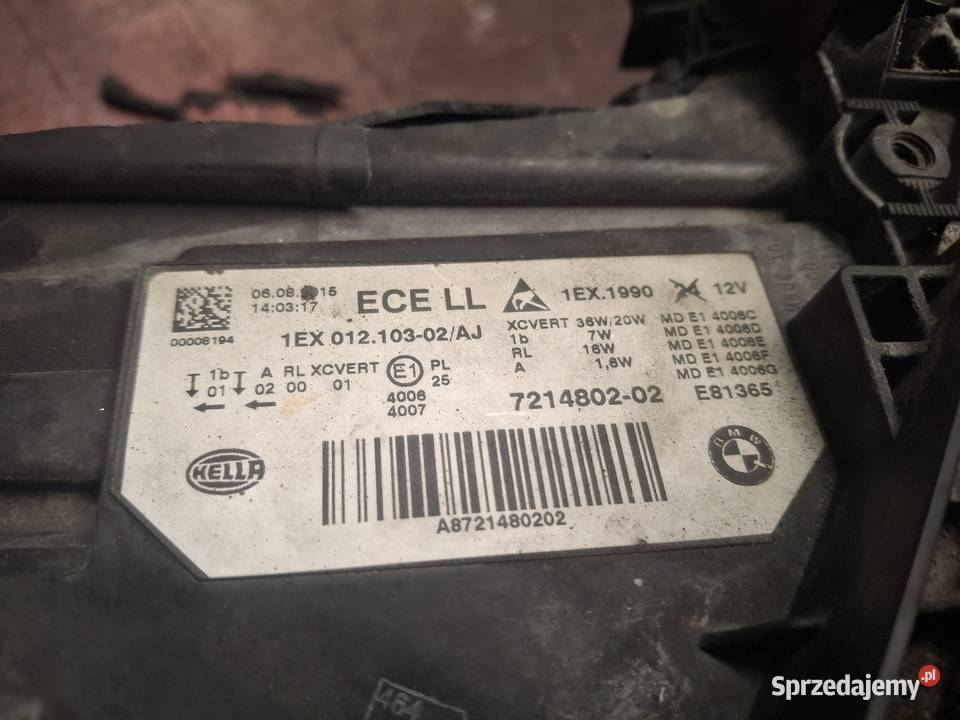 06.08.2015
14:03:17
00006194
ECE LL
1EX.1990
12V
1EX 012.103-02/AJ
XCVERT 36W/20W
1b 7W
RL 16W
A 1,8W
MD E1 4006C
MD E1 4006D
MD E1 4006E
MD E1 4006F
MD E1 4006G
1b A RL XCVERT E1 PL
01 02 00 01 25
4006
4007
7214802-02 E81365
HELLA
BMW
A8721480202
464
Sprzedajemy.pl